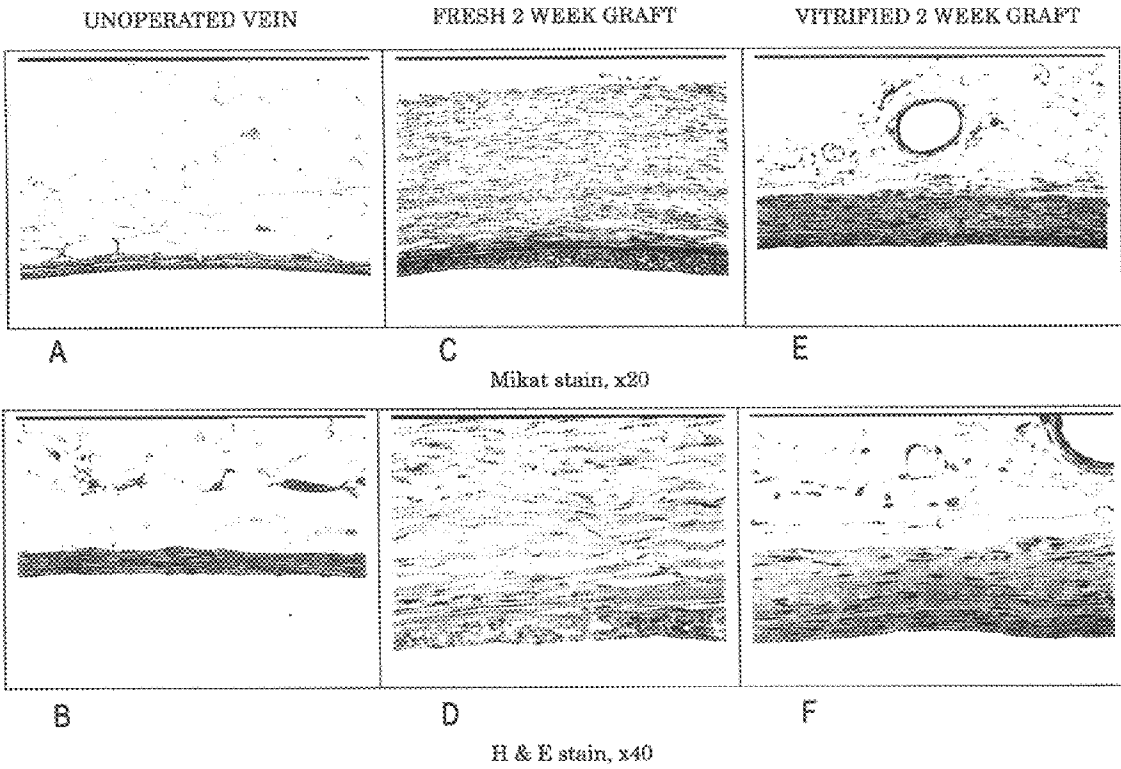 UNOPERATED VEIN
FRESH 2 WEEK GRAFT
VITRIFIED 2 WEEK GRAFT
A
C
E
Mikat stain, x20
B
D
F
H & E stain, x40